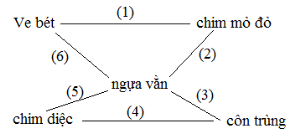 (1)
Ve bét chim mỏ đỏ
(6) (2)
ngựa vằn
(5) (3)
(4)
chim diệc côn trùng